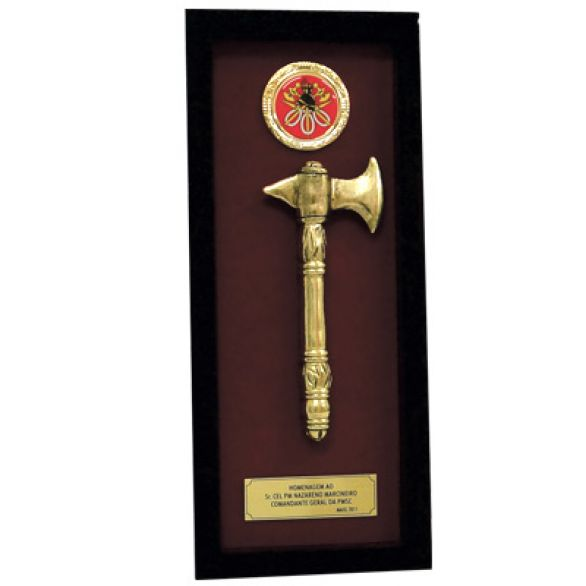 HOMENAGEM AO
Sr. CEL PM NAZARENO MARCINEIRO
COMANDANTE GERAL DA PMSC